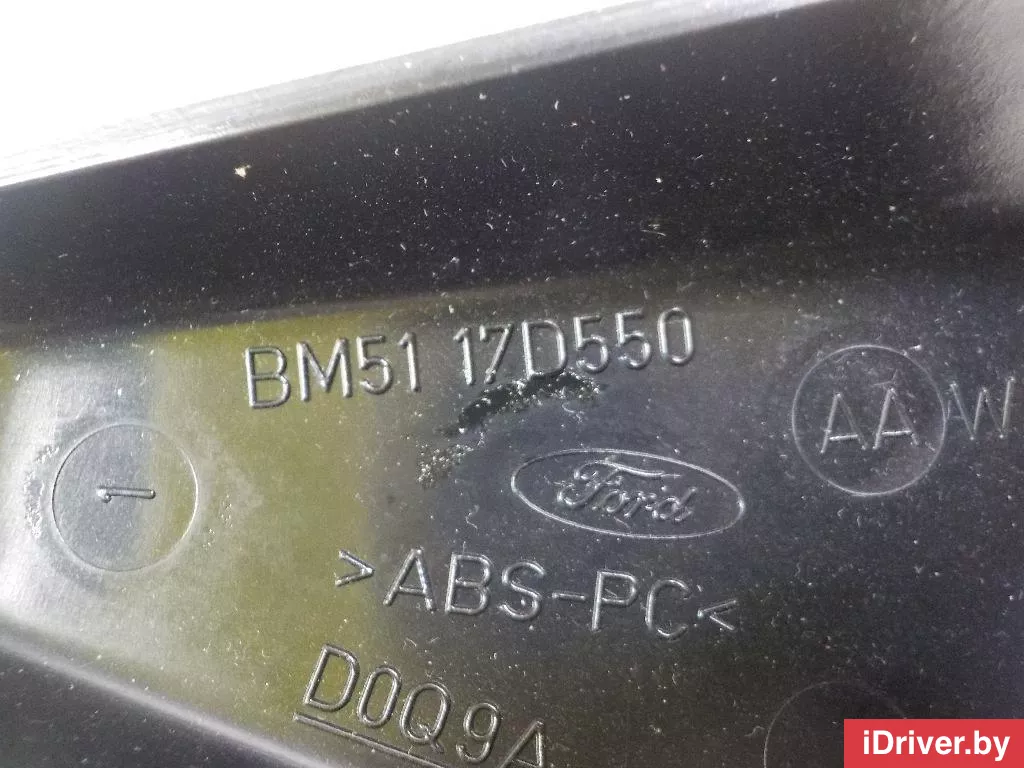 BM51 17D550
AA W
1
Ford
>ABS-PC<
D0Q9A
iDriver.by